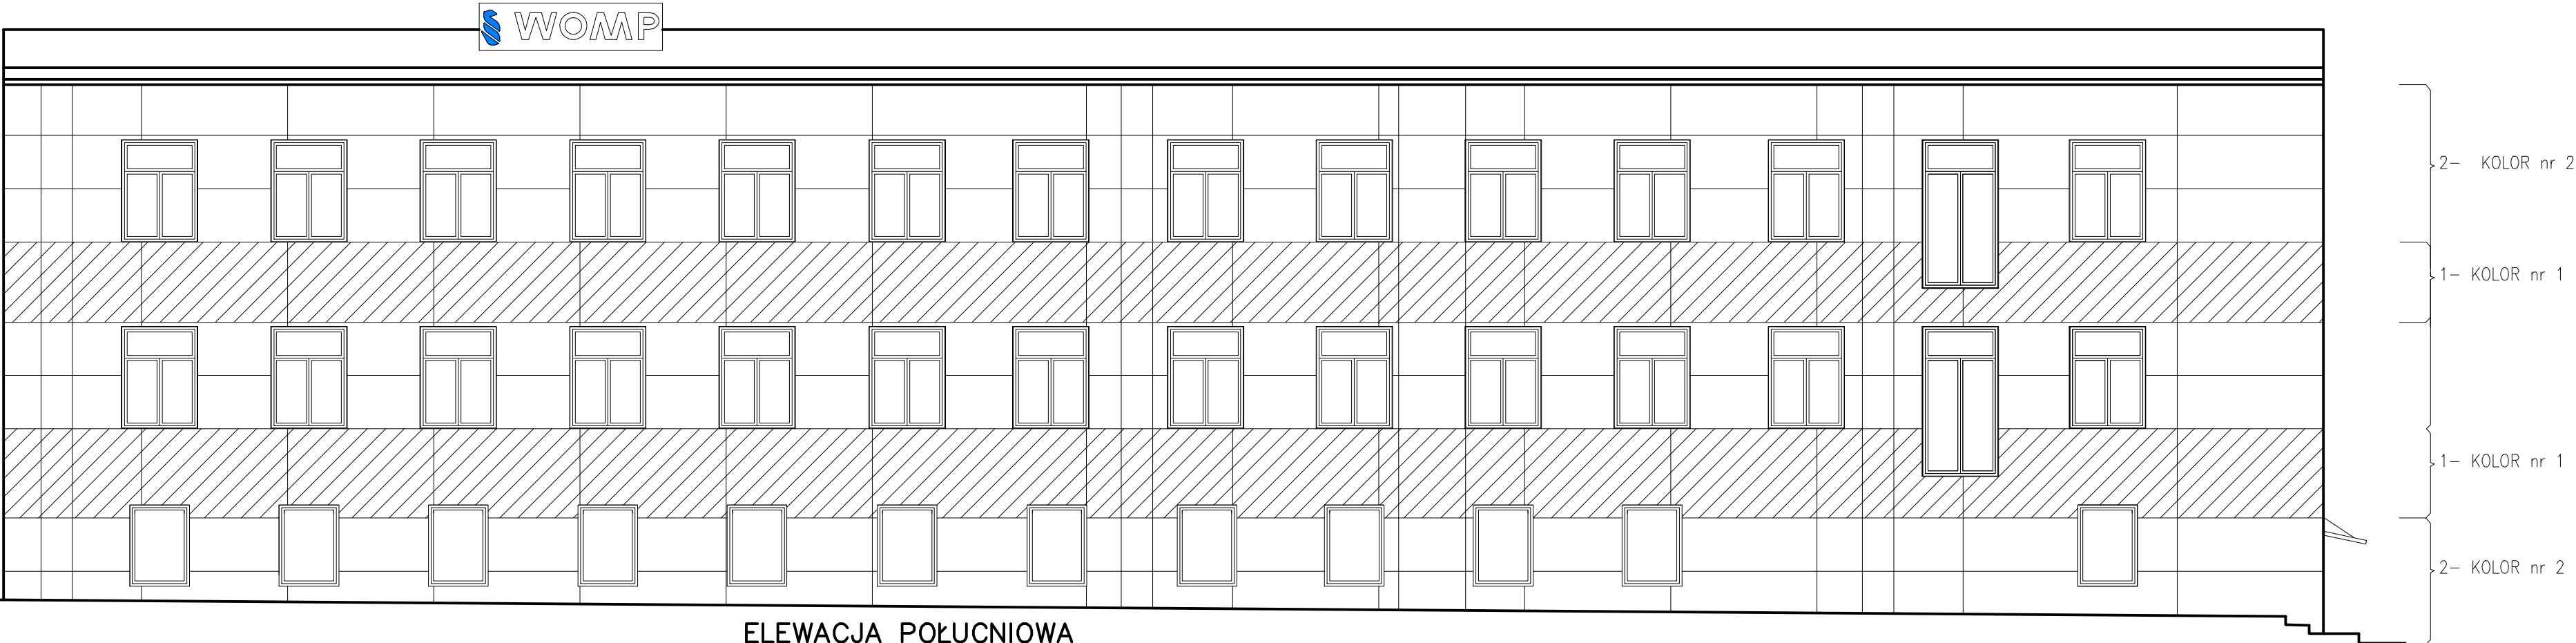 WOMP
2- KOLOR nr 2
1- KOLOR nr 1
1- KOLOR nr 1
2- KOLOR nr 2
ELEWACJA POŁUCNIOWA